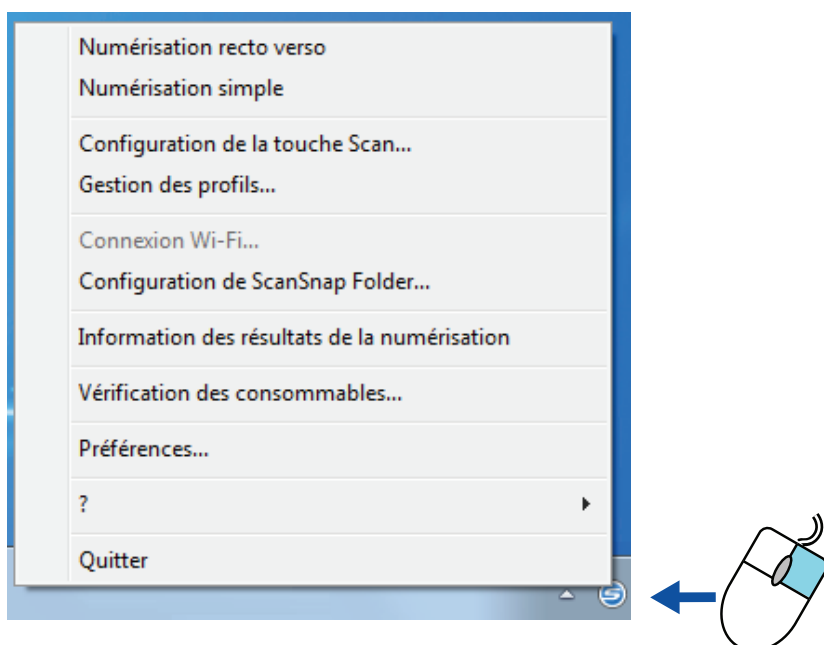 Numérisation recto verso
Numérisation simple
Configuration de la touche Scan...
Gestion des profils...
Connexion Wi-Fi...
Configuration de ScanSnap Folder...
Information des résultats de la numérisation
Vérification des consommables...
Préférences...
?
Quitter